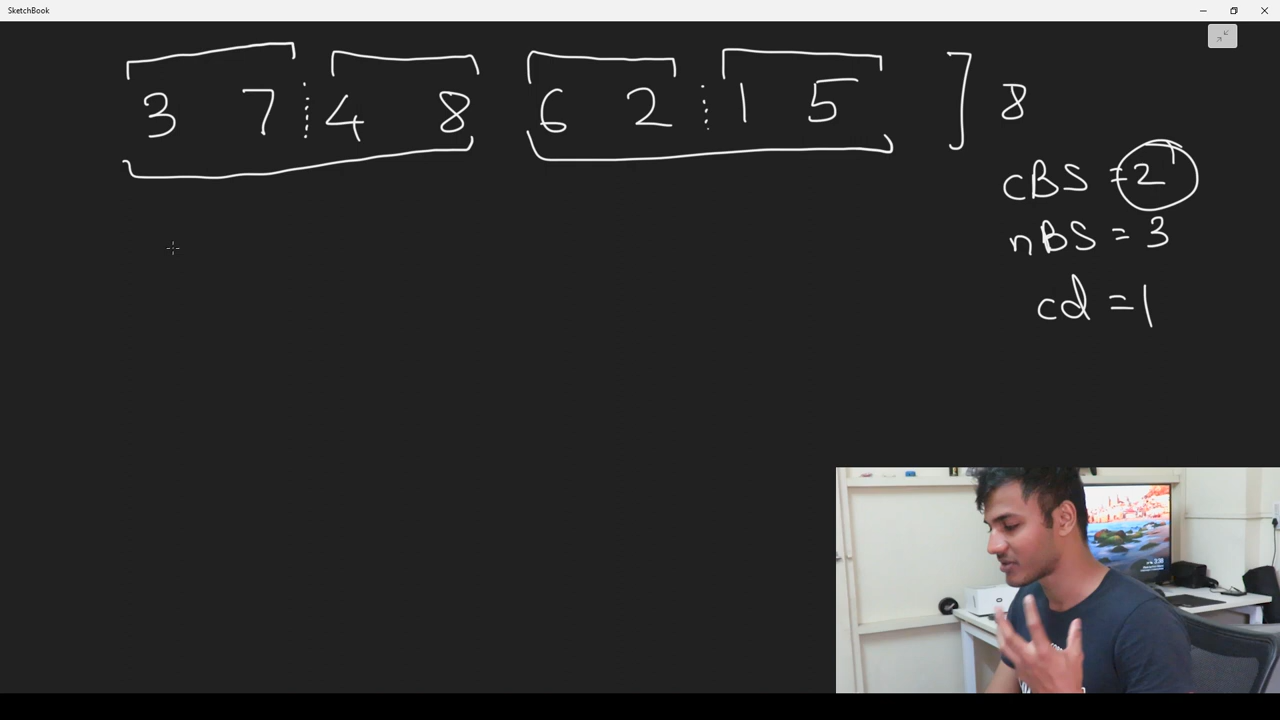 SketchBook
3 7 4 8 6 2 1 5 ] 8
cBS = 2
nBS = 3
cd = 1